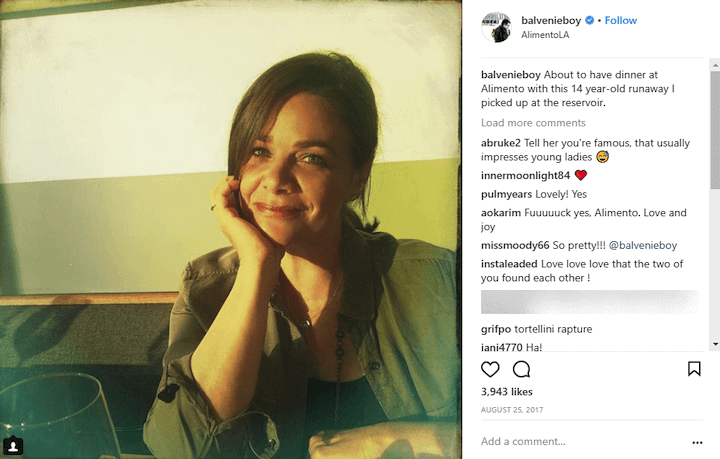 balvenieboy • Follow
AlimentoLA
balvenieboy About to have dinner at
Alimento with this 14 year-old runaway I
picked up at the reservoir.
Load more comments
abruke2 Tell her you're famous, that usually
impresses young ladies 😅
innermoonlight84 ❤️
pulmyears Lovely! Yes
aokarim Fuuuuuck yes, Alimento. Love and
joy
missmoody66 So pretty!!! @balvenieboy
instaleaded Love love love that the two of
you found each other !
grifpo tortellini rapture
iani4770 Ha!
3,943 likes
AUGUST 25, 2017
Add a comment...